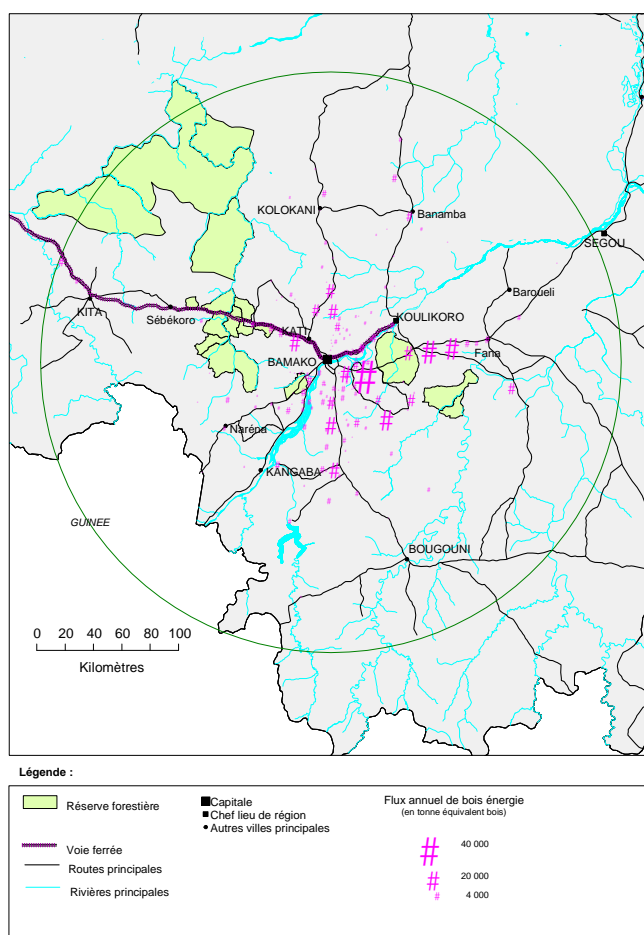 KOLOKANI
Banamba
SEGOU
KITA
Sébékoro
KATI
KOULIKORO
Baroueli
BAMAKO
Fana
Naréna
KANGABA
GUINEE
BOUGOUNI
0 20 40 60 80 100
Kilomètres
Légende :
Réserve forestière
Voie ferrée
Routes principales
Rivières principales
Capitale
Chef lieu de région
Autres villes principales
Flux annuel de bois énergie
(en tonne équivalent bois)
# 40 000
# 20 000
# 4 000